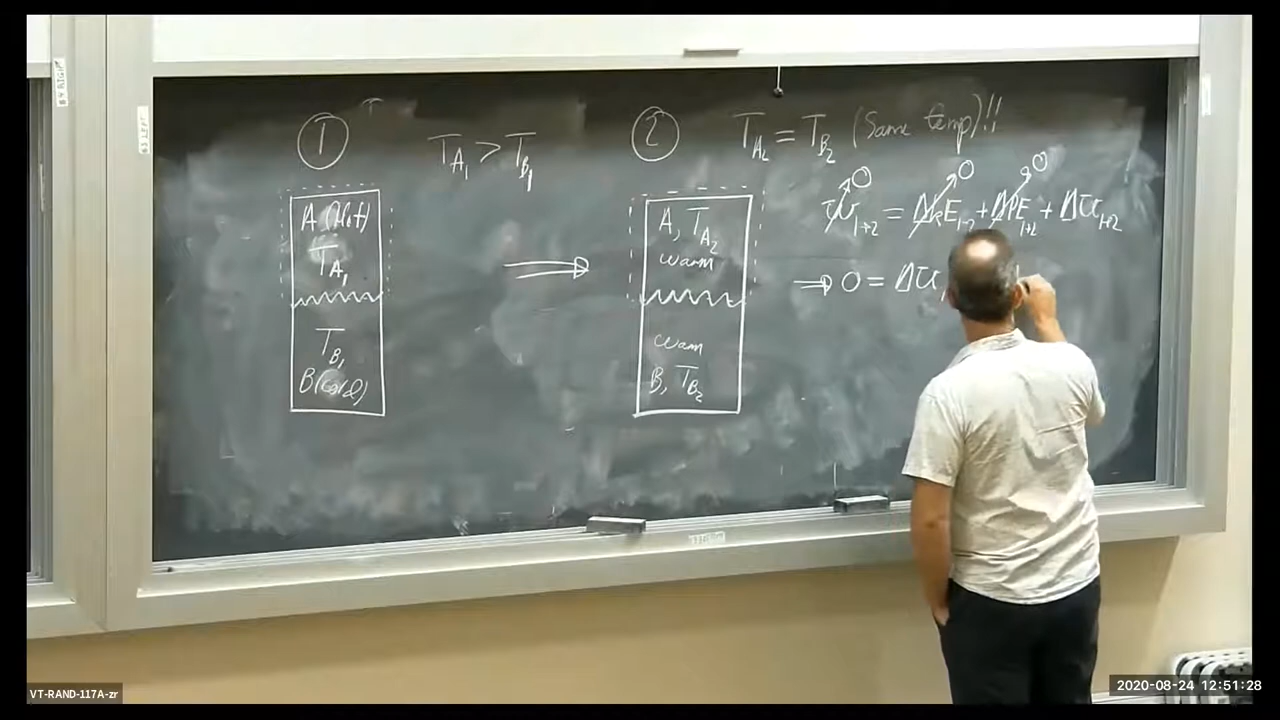 ① T_A1 > T_B1
A (Hot)
T_A1
T_B1
B (cold)
② T_A2 = T_B2 (Same temp)!!
A, T_A2
warm
warm
B, T_B2
W_1→2 = ΔKE_1→2 + ΔPE_1→2 + ΔU_1→2
0 0 0
⇒ 0 = ΔU
VT-RAND-117A-zr
2020-08-24 12:51:28